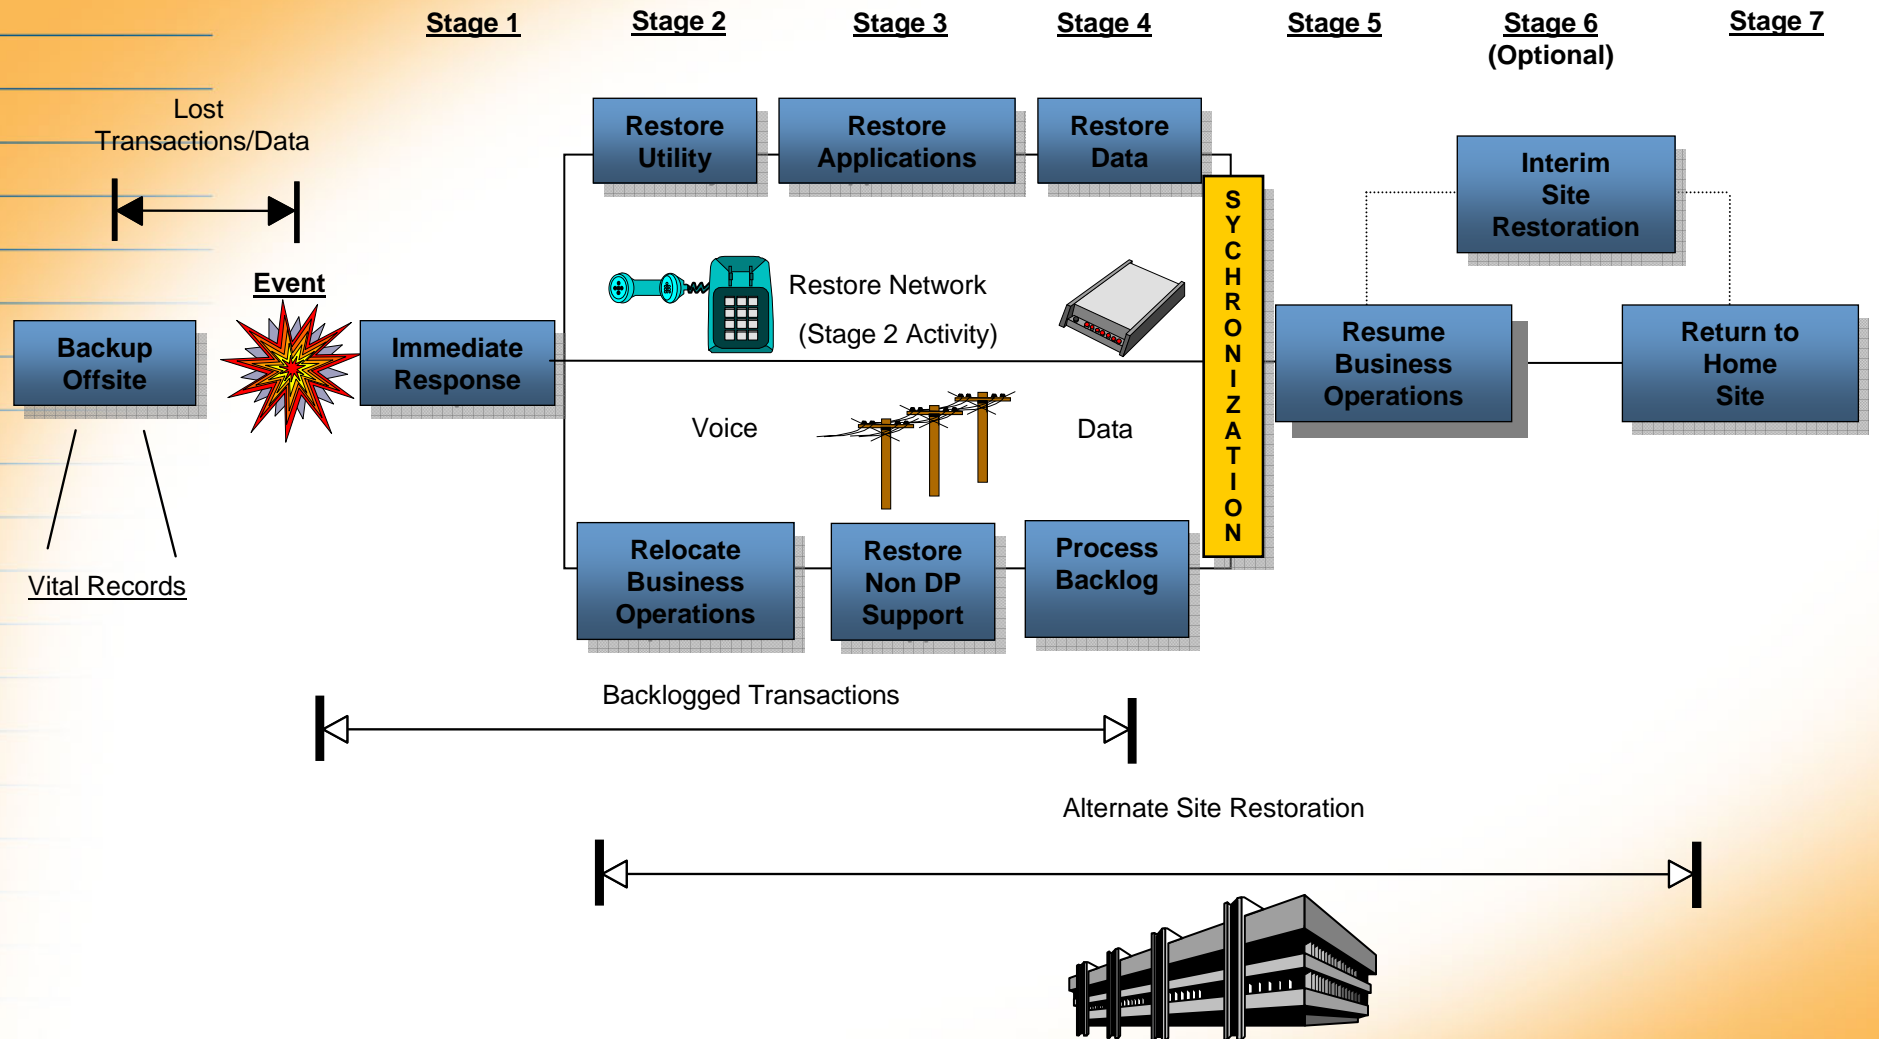 Stage 1
Stage 2
Stage 3
Stage 4
Stage 5
Stage 6
(Optional)
Stage 7
Lost
Transactions/Data
Restore
Utility
Restore
Applications
Restore
Data
Interim
Site
Restoration
Event
Backup
Offsite
Immediate
Response
Restore Network
(Stage 2 Activity)
Voice
Data
SYCHRONIZATION
Resume
Business
Operations
Return to
Home
Site
Vital Records
Relocate
Business
Operations
Restore
Non DP
Support
Process
Backlog
Backlogged Transactions
Alternate Site Restoration